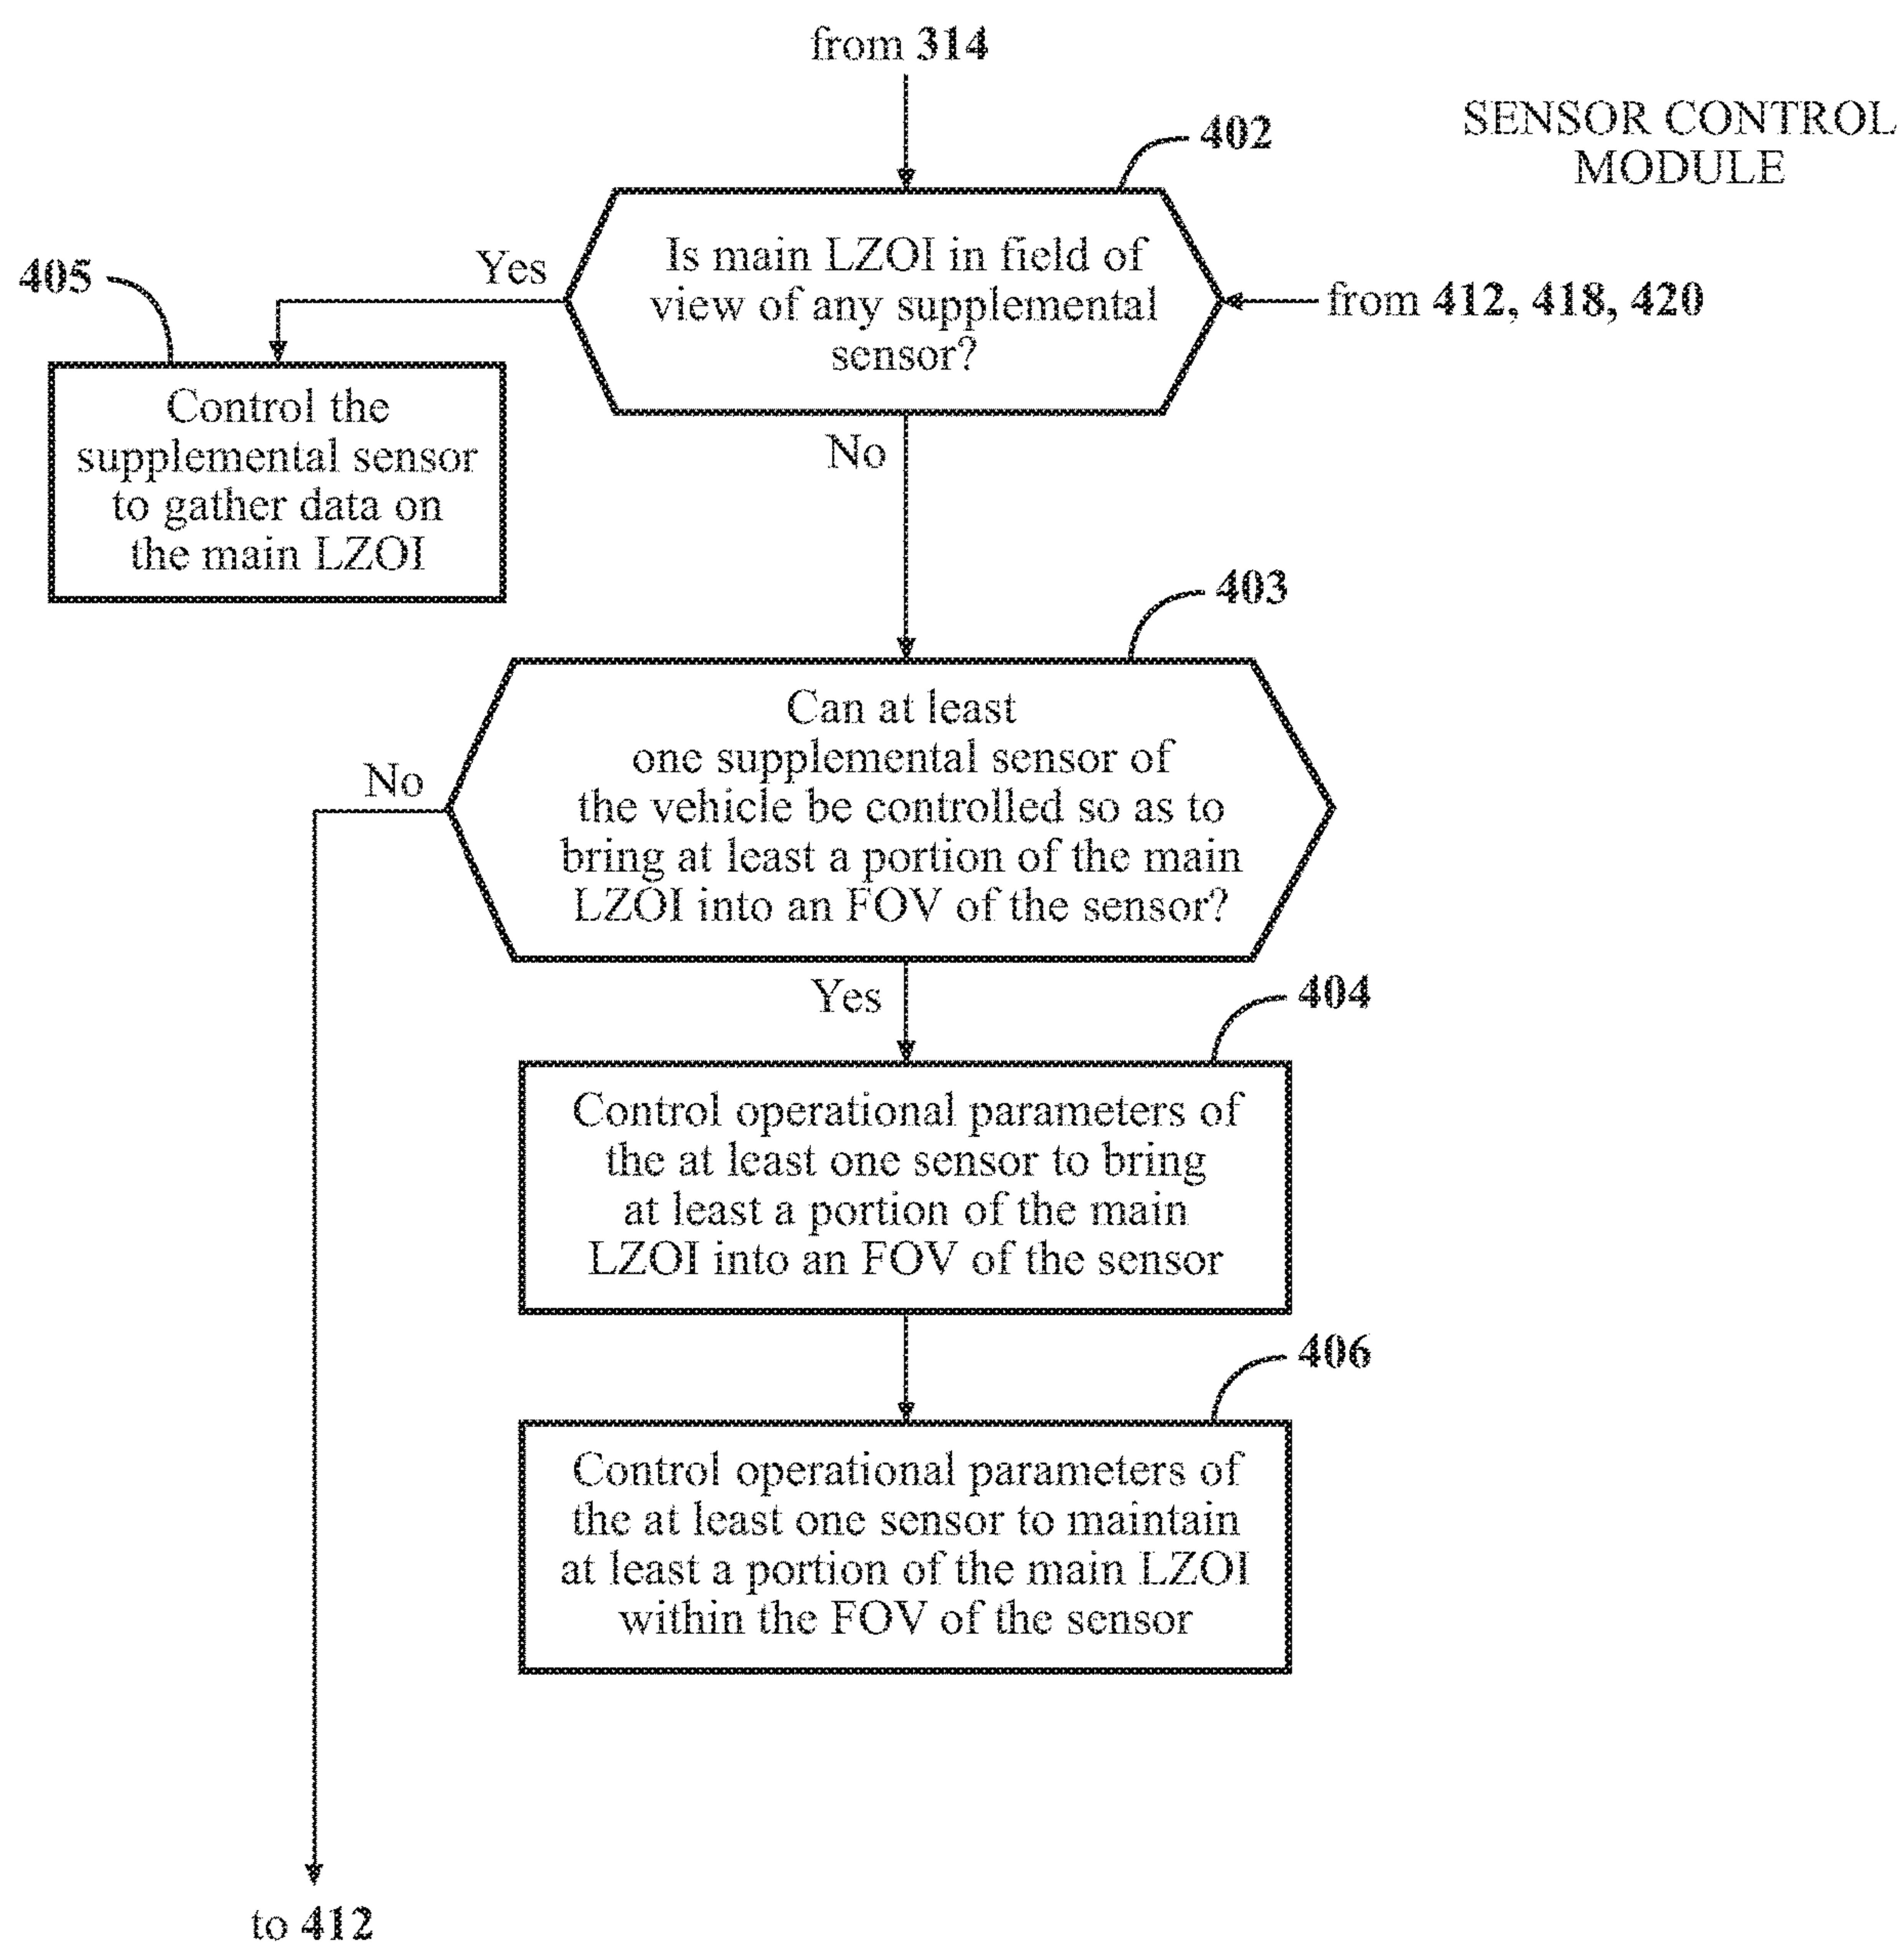 from 314
SENSOR CONTROL
MODULE
402
Is main LZOI in field of
view of any supplemental
sensor?
Yes
from 412, 418, 420
405
Control the
supplemental sensor
to gather data on
the main LZOI
No
403
Can at least
one supplemental sensor of
the vehicle be controlled so as to
bring at least a portion of the main
LZOI into an FOV of the sensor?
No
Yes
404
Control operational parameters of
the at least one sensor to bring
at least a portion of the main
LZOI into an FOV of the sensor
406
Control operational parameters of
the at least one sensor to maintain
at least a portion of the main LZOI
within the FOV of the sensor
to 412